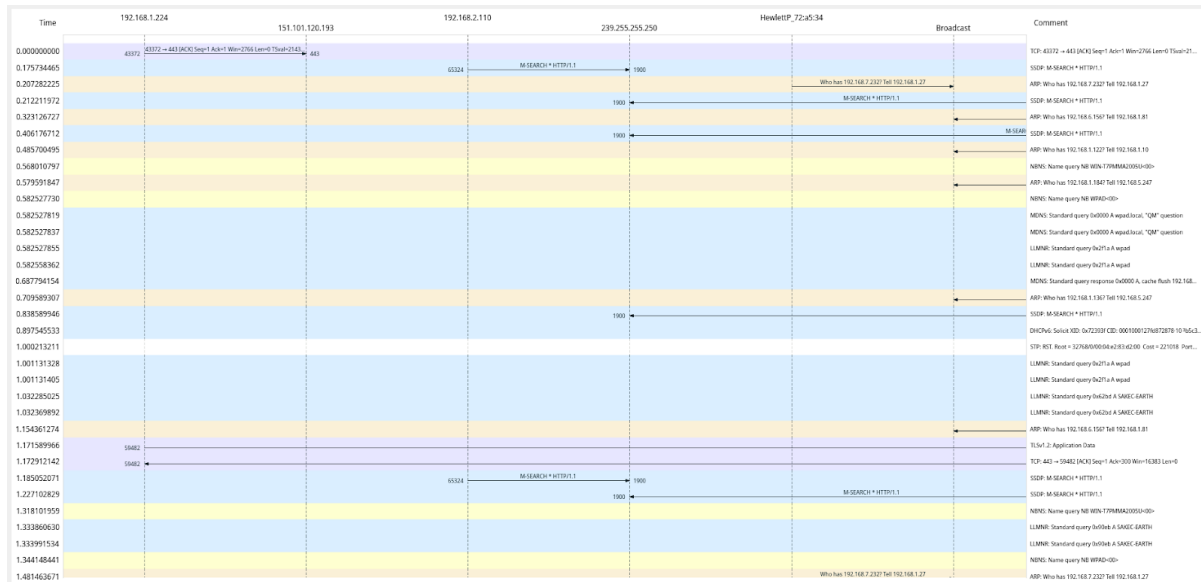 Time 192.168.1.224 151.101.120.193 192.168.2.110 239.255.255.250 HewlettP_72:a5:34 Broadcast Comment
0.000000000 43372 43372 → 443 [ACK] Seq=1 Ack=1 Win=2766 Len=0 TSval=2143... 443 TCP: 43372 → 443 [ACK] Seq=1 Ack=1 Win=2766 Len=0 TSval=21...
0.175734465 65324 M-SEARCH * HTTP/1.1 1900 SSDP: M-SEARCH * HTTP/1.1
0.207282225 Who has 192.168.7.232? Tell 192.168.1.27 ARP: Who has 192.168.7.232? Tell 192.168.1.27
0.212211972 1900 M-SEARCH * HTTP/1.1 SSDP: M-SEARCH * HTTP/1.1
0.323126727 ARP: Who has 192.168.6.156? Tell 192.168.1.81
0.406176712 1900 M-SEAR SSDP: M-SEARCH * HTTP/1.1
0.485700495 ARP: Who has 192.168.1.122? Tell 192.168.1.10
0.568010797 NBNS: Name query NB WIN-T7PMMA2005U<00>
0.579591847 ARP: Who has 192.168.1.184? Tell 192.168.5.247
0.582527730 NBNS: Name query NB WPAD<00>
0.582527819 MDNS: Standard query 0x0000 A wpad.local, "QM" question
0.582527837 MDNS: Standard query 0x0000 A wpad.local, "QM" question
0.582527855 LLMNR: Standard query 0x2f1a A wpad
0.582558362 LLMNR: Standard query 0x2f1a A wpad
0.687794154 MDNS: Standard query response 0x0000 A, cache flush 192.168...
0.709589307 ARP: Who has 192.168.1.136? Tell 192.168.5.247
0.838589946 1900 SSDP: M-SEARCH * HTTP/1.1
0.897545533 DHCPv6: Solicit XID: 0x72393f CID:
1.000213211 STP: RST. Root = 32768/0/00:04:e2:83:d2:00 Cost = 221018 Port...
1.001131328 LLMNR: Standard query 0x2f1a A wpad
1.001131405 LLMNR: Standard query 0x2f1a A wpad
1.032285025 LLMNR: Standard query 0x62bd A SAKEC-EARTH
1.032369892 LLMNR: Standard query 0x62bd A SAKEC-EARTH
1.154361274 ARP: Who has 192.168.6.156? Tell 192.168.1.81
1.171589966 59482 TLSv1.2: Application Data
1.172912142 59482 TCP: 443 → 59482 [ACK] Seq=1 Ack=300 Win=16383 Len=0
1.185052071 65324 M-SEARCH * HTTP/1.1 1900 SSDP: M-SEARCH * HTTP/1.1
1.227102829 1900 M-SEARCH * HTTP/1.1 SSDP: M-SEARCH * HTTP/1.1
1.318101959 NBNS: Name query NB WIN-T7PMMA2005U<00>
1.333860630 LLMNR: Standard query 0x90eb A SAKEC-EARTH
1.333991534 LLMNR: Standard query 0x90eb A SAKEC-EARTH
1.344148441 NBNS: Name query NB WPAD<00>
1.481463671 Who has 192.168.7.232? Tell 192.168.1.27 ARP: Who has 192.168.7.232? Tell 192.168.1.27